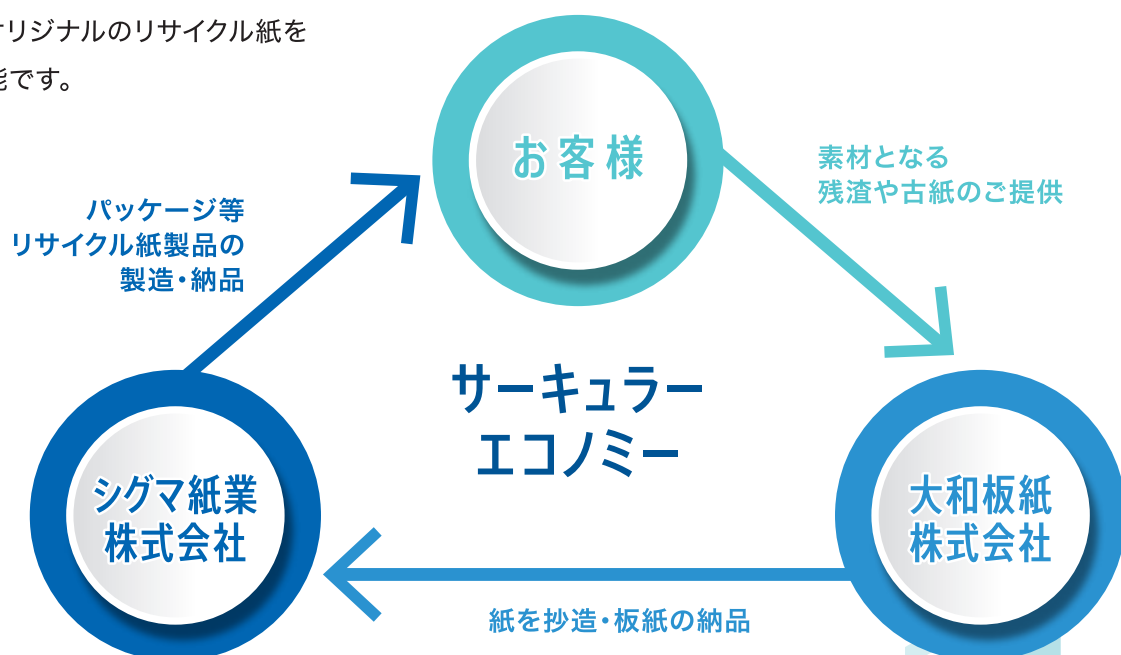 オリジナルのリサイクル紙を
能です。
お客様
素材となる
残渣や古紙のご提供
パッケージ等
リサイクル紙製品の
製造・納品
サーキュラー
エコノミー
シグマ紙業
株式会社
大和板紙
株式会社
紙を抄造・板紙の納品